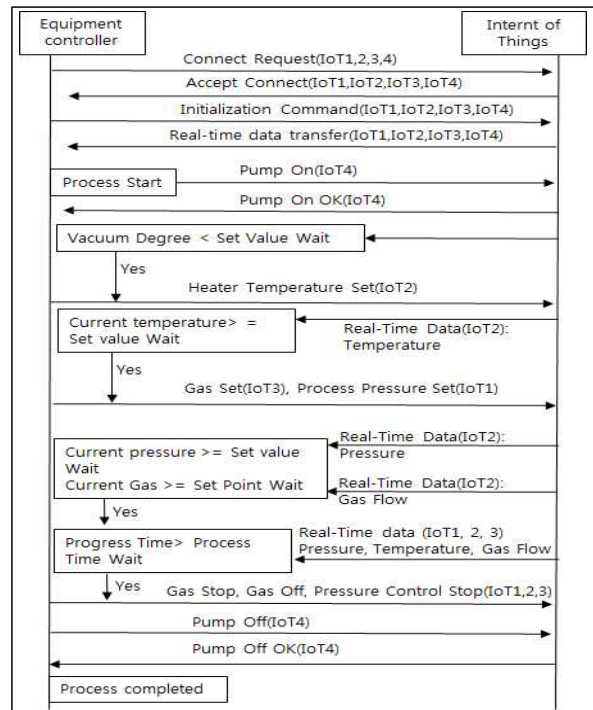 Equipment
controller
Internt of
Things
Connect Request(IoT1,2,3,4)
Accept Connect(IoT1,IoT2,IoT3,IoT4)
Initialization Command(IoT1,IoT2,IoT3,IoT4)
Real-time data transfer(IoT1,IoT2,IoT3,IoT4)
Process Start
Pump On(IoT4)
Pump On OK(IoT4)
Vacuum Degree < Set Value Wait
Yes
Heater Temperature Set(IoT2)
Current temperature> =
Set value Wait
Real-Time Data(IoT2):
Temperature
Yes
Gas Set(IoT3), Process Pressure Set(IoT1)
Current pressure >= Set value
Wait
Current Gas >= Set Point Wait
Real-Time Data(IoT2):
Pressure
Real-Time Data(IoT2):
Gas Flow
Yes
Progress Time> Process
Time Wait
Real-Time data (IoT1, 2, 3)
Pressure, Temperature, Gas Flow
Yes
Gas Stop, Gas Off, Pressure Control Stop(IoT1,2,3)
Pump Off(IoT4)
Pump Off OK(IoT4)
Process completed